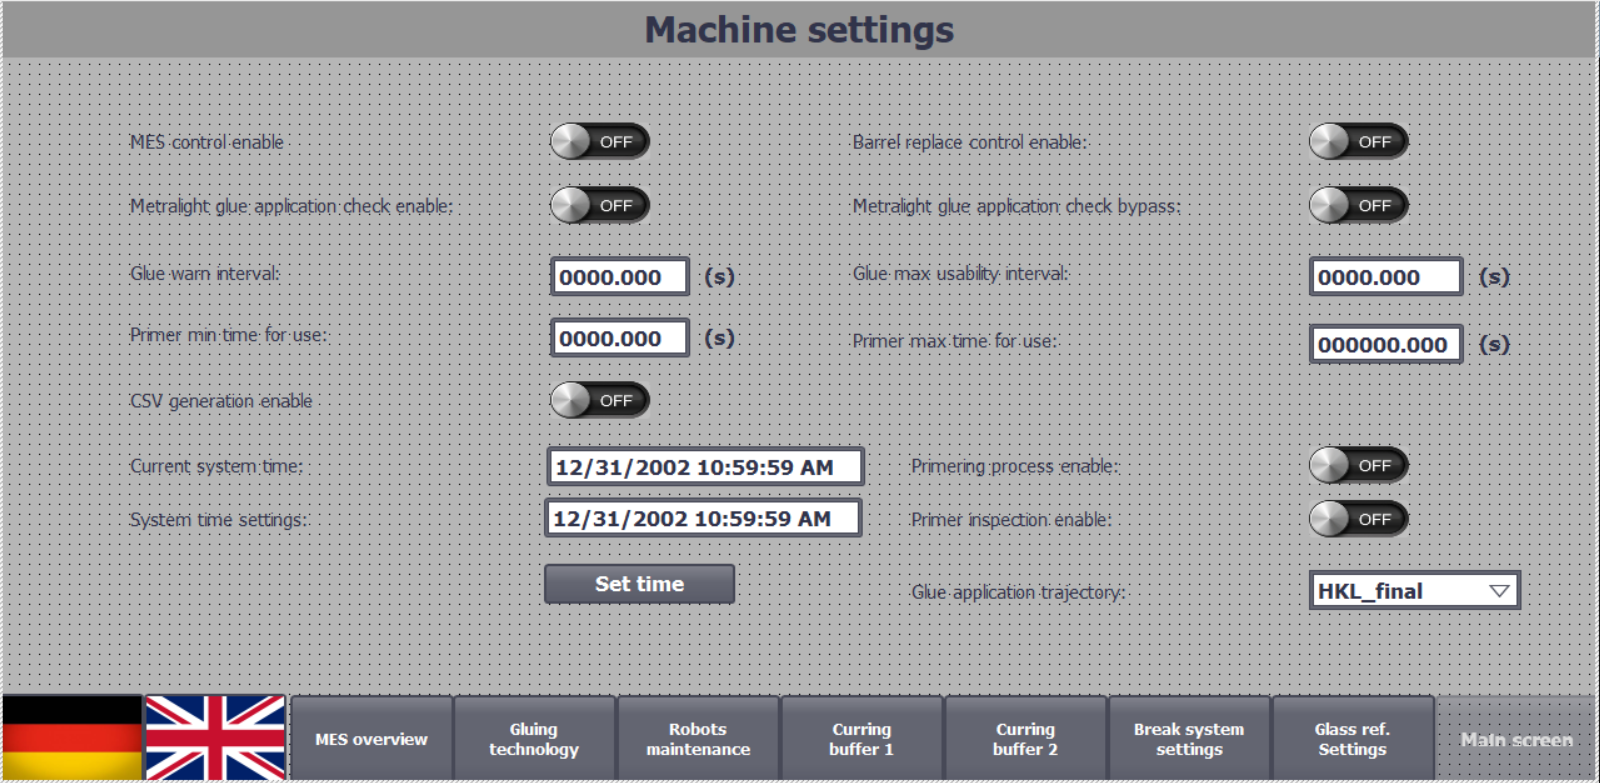 Machine settings
MES control enable OFF Barrel replace control enable: OFF
Metralight glue application check enable: OFF Metralight glue application check bypass: OFF
Glue warn interval: 0000.000 (s) Glue max usability interval: 0000.000 (s)
Primer min time for use: 0000.000 (s) Primer max time for use: 000000.000 (s)
CSV generation enable OFF
Current system time: 12/31/2002 10:59:59 AM Primering process enable: OFF
System time settings: 12/31/2002 10:59:59 AM Primer inspection enable: OFF
Set time Glue application trajectory: HKL_final
MES overview
Gluing
technology
Robots
maintenance
Curring
buffer 1
Curring
buffer 2
Break system
settings
Glass ref.
Settings
Main screen